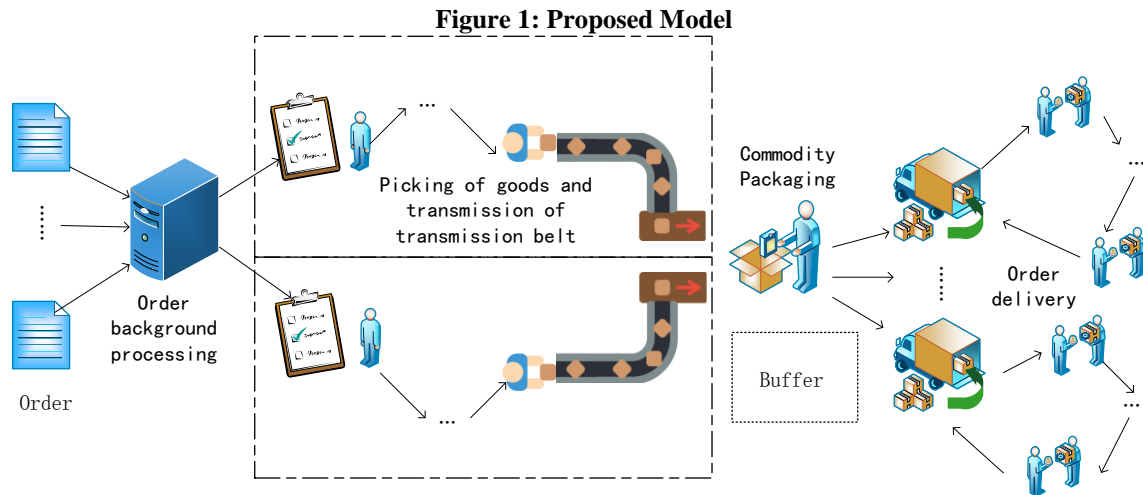 Figure 1: Proposed Model
Order
Order
background
processing
Picking of goods and
transmission of
transmission belt
Commodity
Packaging
Buffer
Order
delivery